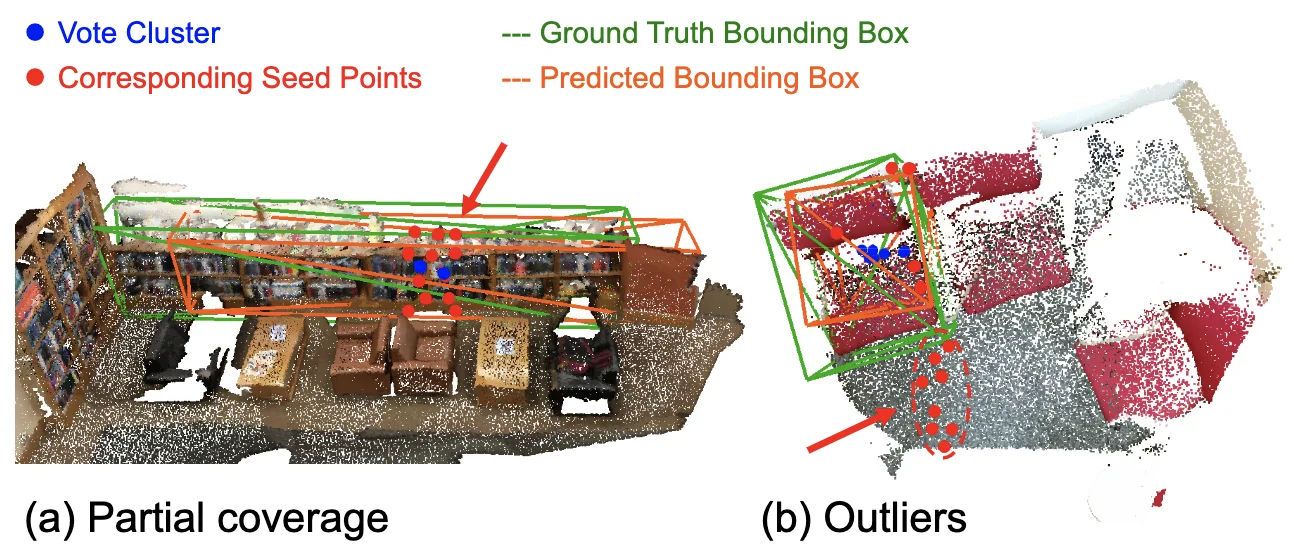 Vote Cluster
--- Ground Truth Bounding Box
Corresponding Seed Points
--- Predicted Bounding Box
(a) Partial coverage
(b) Outliers